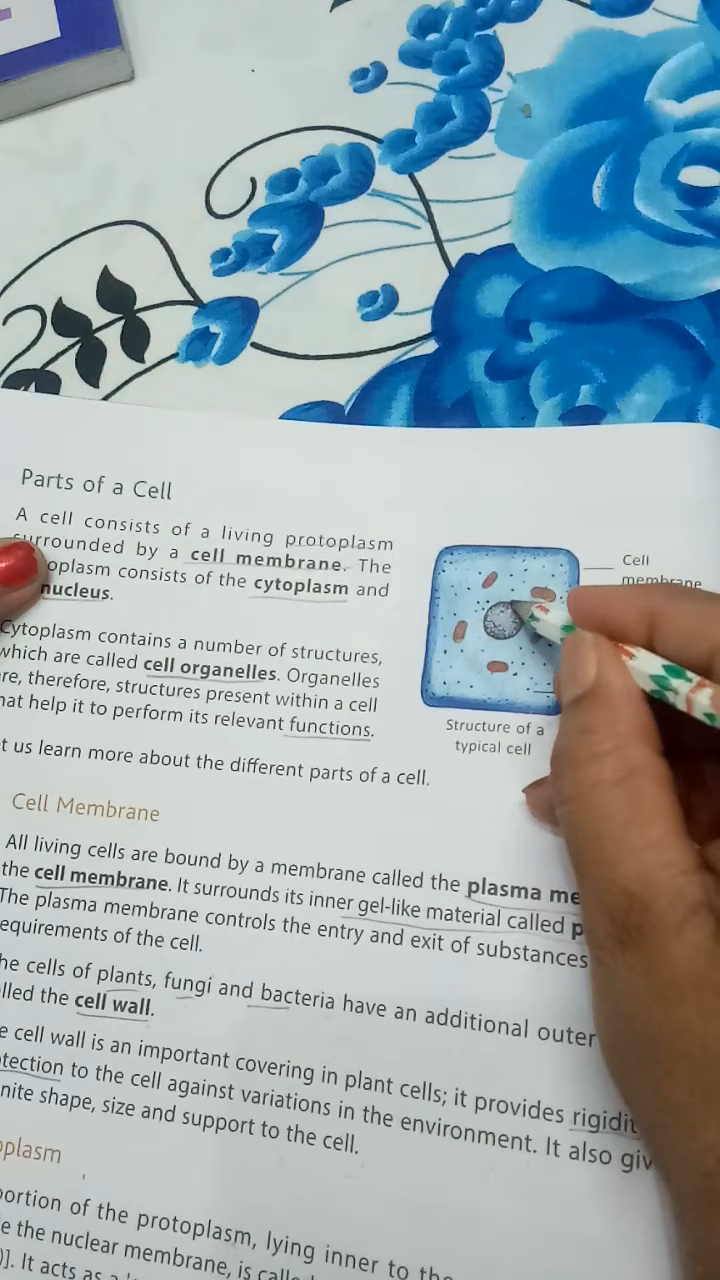 Parts of a Cell
A cell consists of a living protoplasm
surrounded by a cell membrane. The
oplasm consists of the cytoplasm and
nucleus.
Cytoplasm contains a number of structures,
which are called cell organelles. Organelles
re, therefore, structures present within a cell
hat help it to perform its relevant functions.
t us learn more about the different parts of a cell.
Cell
membrane
Structure of a
typical cell
Cell Membrane
All living cells are bound by a membrane called the plasma me
the cell membrane. It surrounds its inner gel-like material called p
The plasma membrane controls the entry and exit of substances
equirements of the cell.
he cells of plants, fungi and bacteria have an additional outer
lled the cell wall.
e cell wall is an important covering in plant cells; it provides rigidit
tection to the cell against variations in the environment. It also giv
nite shape, size and support to the cell.
oplasm
portion of the protoplasm, lying inner to the
e the nuclear membrane, is calle
)]. It acts as a